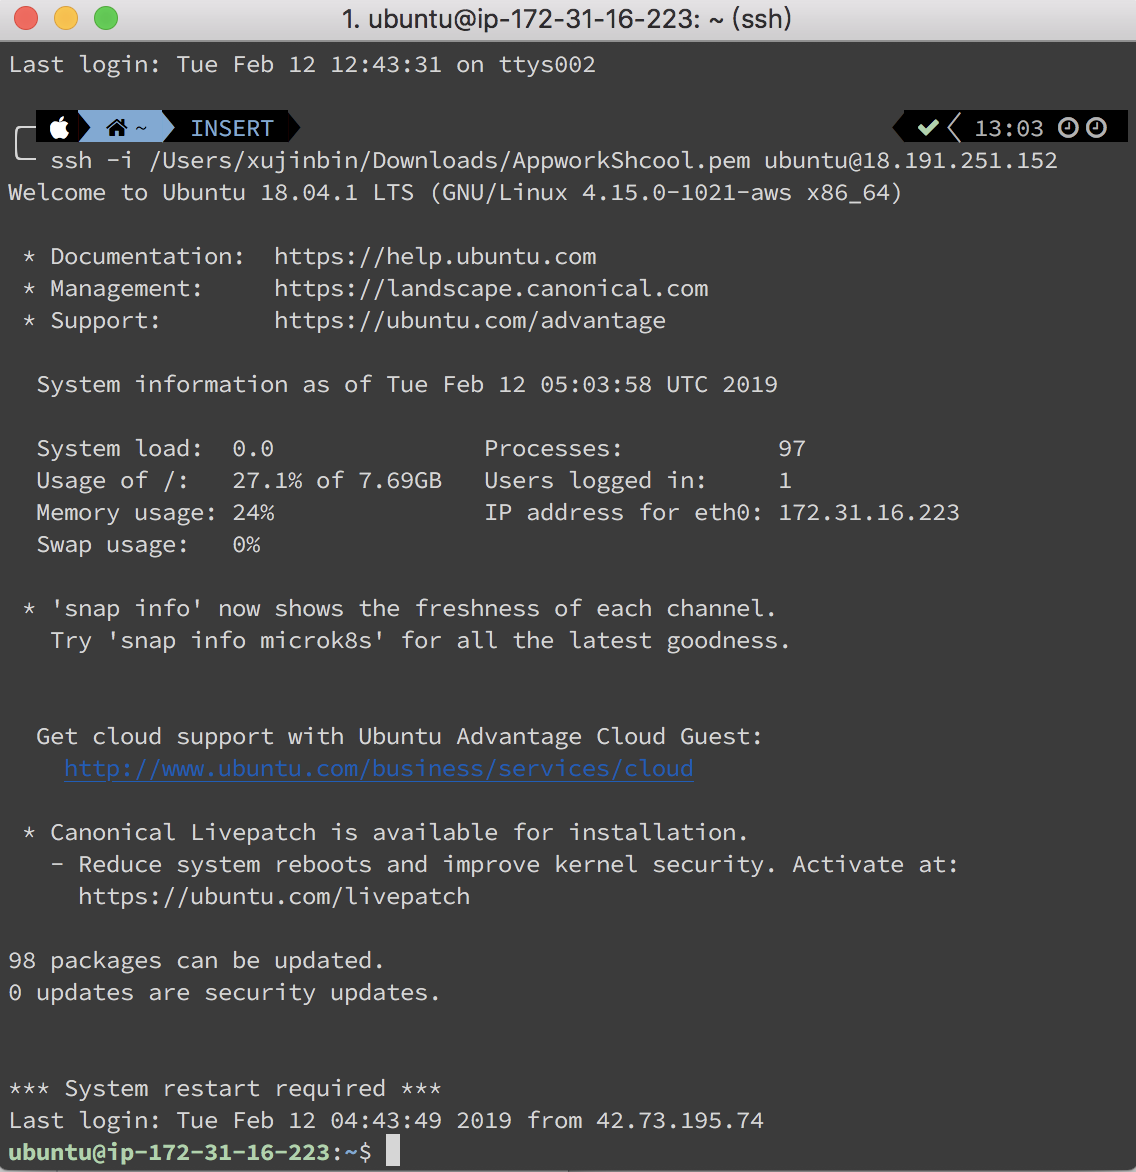 1. ubuntu@ip-172-31-16-223: ~ (ssh)
Last login: Tue Feb 12 12:43:31 on ttys002
~ INSERT 13:03
ssh -i /Users/xujinbin/Downloads/AppworkShcool.pem ubuntu@18.191.251.152
Welcome to Ubuntu 18.04.1 LTS (GNU/Linux 4.15.0-1021-aws x86_64)
* Documentation:  https://help.ubuntu.com
* Management:     https://landscape.canonical.com
* Support:        https://ubuntu.com/advantage
System information as of Tue Feb 12 05:03:58 UTC 2019
System load:  0.0               Processes:           97
Usage of /:   27.1% of 7.69GB   Users logged in:     1
Memory usage: 24%               IP address for eth0: 172.31.16.223
Swap usage:   0%
* 'snap info' now shows the freshness of each channel.
Try 'snap info microk8s' for all the latest goodness.
Get cloud support with Ubuntu Advantage Cloud Guest:
http://www.ubuntu.com/business/services/cloud
* Canonical Livepatch is available for installation.
- Reduce system reboots and improve kernel security. Activate at:
https://ubuntu.com/livepatch
98 packages can be updated.
0 updates are security updates.
*** System restart required ***
Last login: Tue Feb 12 04:43:49 2019 from 42.73.195.74
ubuntu@ip-172-31-16-223:~$